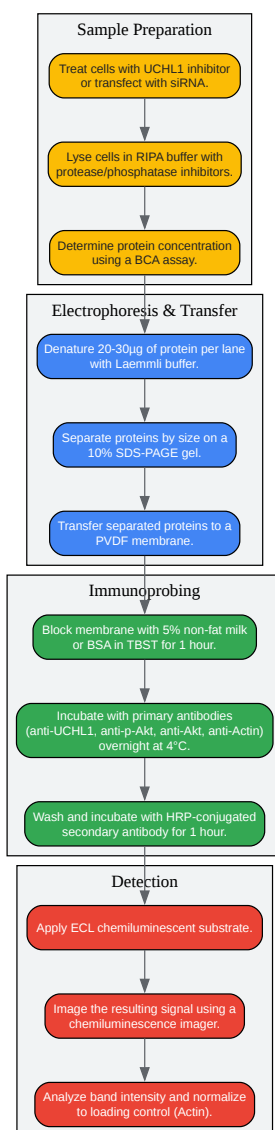 Sample Preparation
Treat cells with UCHL1 inhibitor
or transfect with siRNA.
Lyse cells in RIPA buffer with
protease/phosphatase inhibitors.
Determine protein concentration
using a BCA assay.
Electrophoresis & Transfer
Denature 20-30µg of protein per lane
with Laemmli buffer.
Separate proteins by size on a
10% SDS-PAGE gel.
Transfer separated proteins to a
PVDF membrane.
Immunoprobing
Block membrane with 5% non-fat milk
or BSA in TBST for 1 hour.
Incubate with primary antibodies
(anti-UCHL1, anti-p-Akt, anti-Akt, anti-Actin)
overnight at 4°C.
Wash and incubate with HRP-conjugated
secondary antibody for 1 hour.
Detection
Apply ECL chemiluminescent substrate.
Image the resulting signal using a
chemiluminescence imager.
Analyze band intensity and normalize
to loading control (Actin).